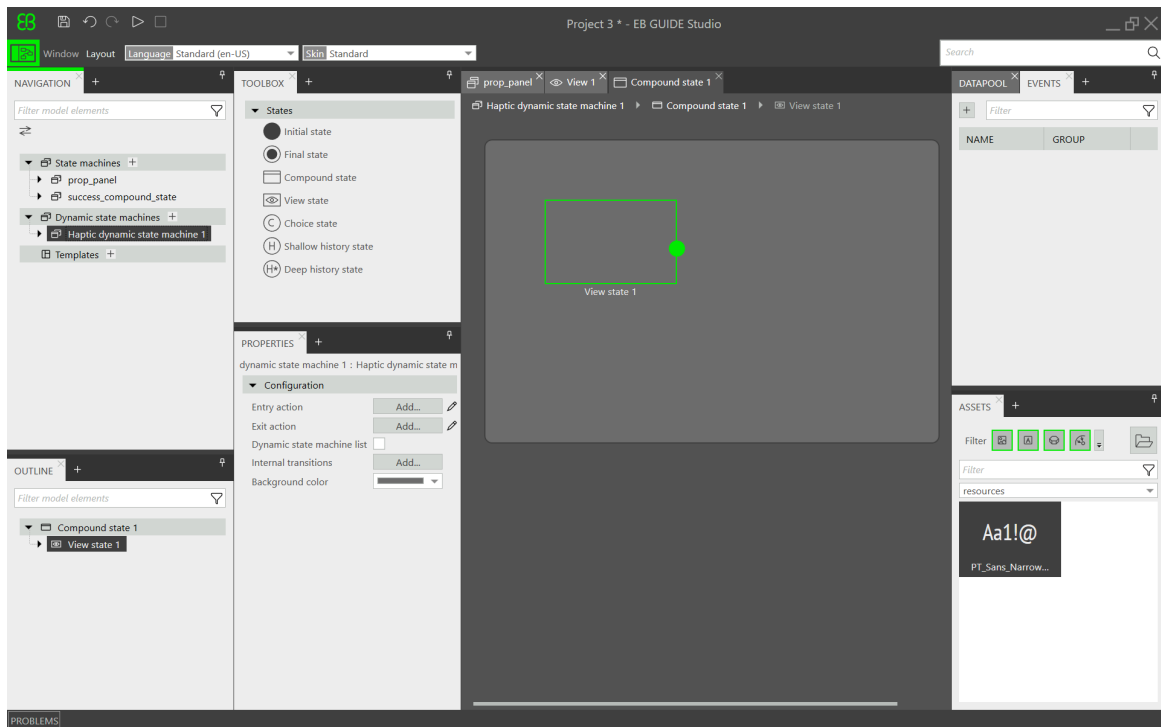 Project 3 * - EB GUIDE Studio
Window Layout Language Standard (en-US) Skin Standard
Search
NAVIGATION
Filter model elements
State machines
prop_panel
success_compound_state
Dynamic state machines
Haptic dynamic state machine 1
Templates
OUTLINE
Filter model elements
Compound state 1
View state 1
TOOLBOX
States
Initial state
Final state
Compound state
View state
C Choice state
H Shallow history state
H* Deep history state
PROPERTIES
dynamic state machine 1 : Haptic dynamic state m
Configuration
Entry action Add...
Exit action Add...
Dynamic state machine list
Internal transitions Add...
Background color
prop_panel View 1 Compound state 1
Haptic dynamic state machine 1 Compound state 1 View state 1
View state 1
DATAPOOL EVENTS
Filter
NAME GROUP
ASSETS
Filter
Filter
resources
Aa1!@
PT_Sans_Narrow...
PROBLEMS